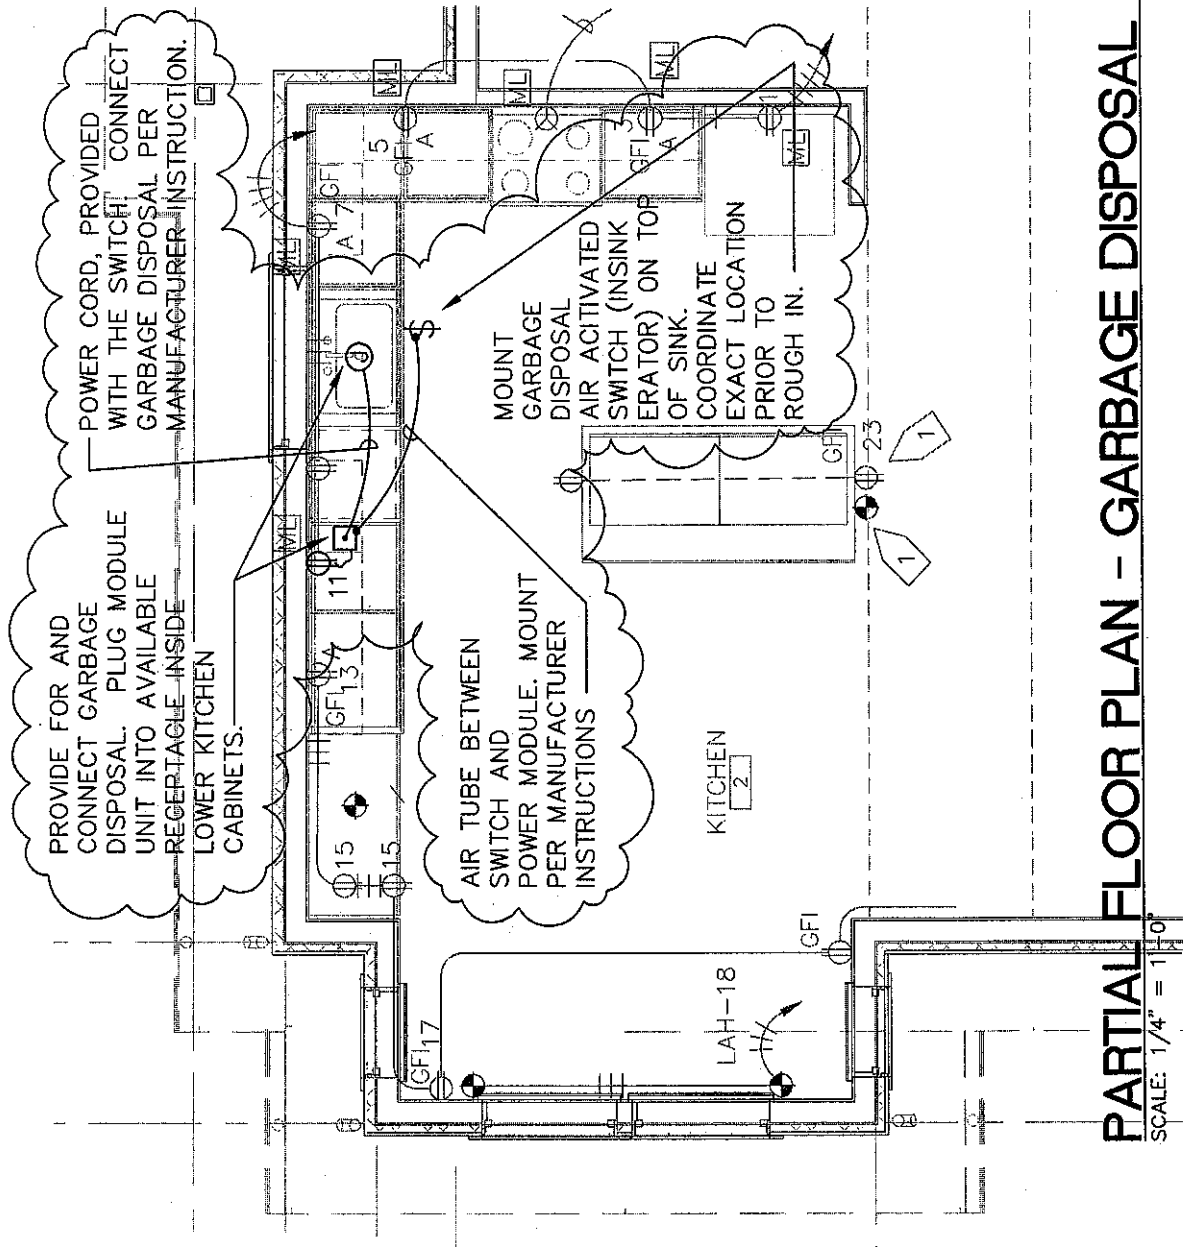 PROVIDE FOR AND
CONNECT GARBAGE
DISPOSAL. PLUG MODULE
UNIT INTO AVAILABLE
RECEPTACLE INSIDE
LOWER KITCHEN
CABINETS.
POWER CORD, PROVIDED
WITH THE SWITCH. CONNECT
GARBAGE DISPOSAL PER
MANUFACTURER INSTRUCTION.
ML
ML
ML
ML
ML
ML
GFI
7
A
5
GFI
A
GFI
A
1
S
11
GFI
13
A
15
15
MOUNT
GARBAGE
DISPOSAL
AIR ACITIVATED
SWITCH (INSINK
ERATOR) ON TOP
OF SINK.
COORDINATE
EXACT LOCATION
PRIOR TO
ROUGH IN.
AIR TUBE BETWEEN
SWITCH AND
POWER MODULE. MOUNT
PER MANUFACTURER
INSTRUCTIONS
GFI
23
1
1
KITCHEN
2
GFI
17
LAH-18
GFI
PARTIAL FLOOR PLAN - GARBAGE DISPOSAL
SCALE: 1/4" = 1'-0"